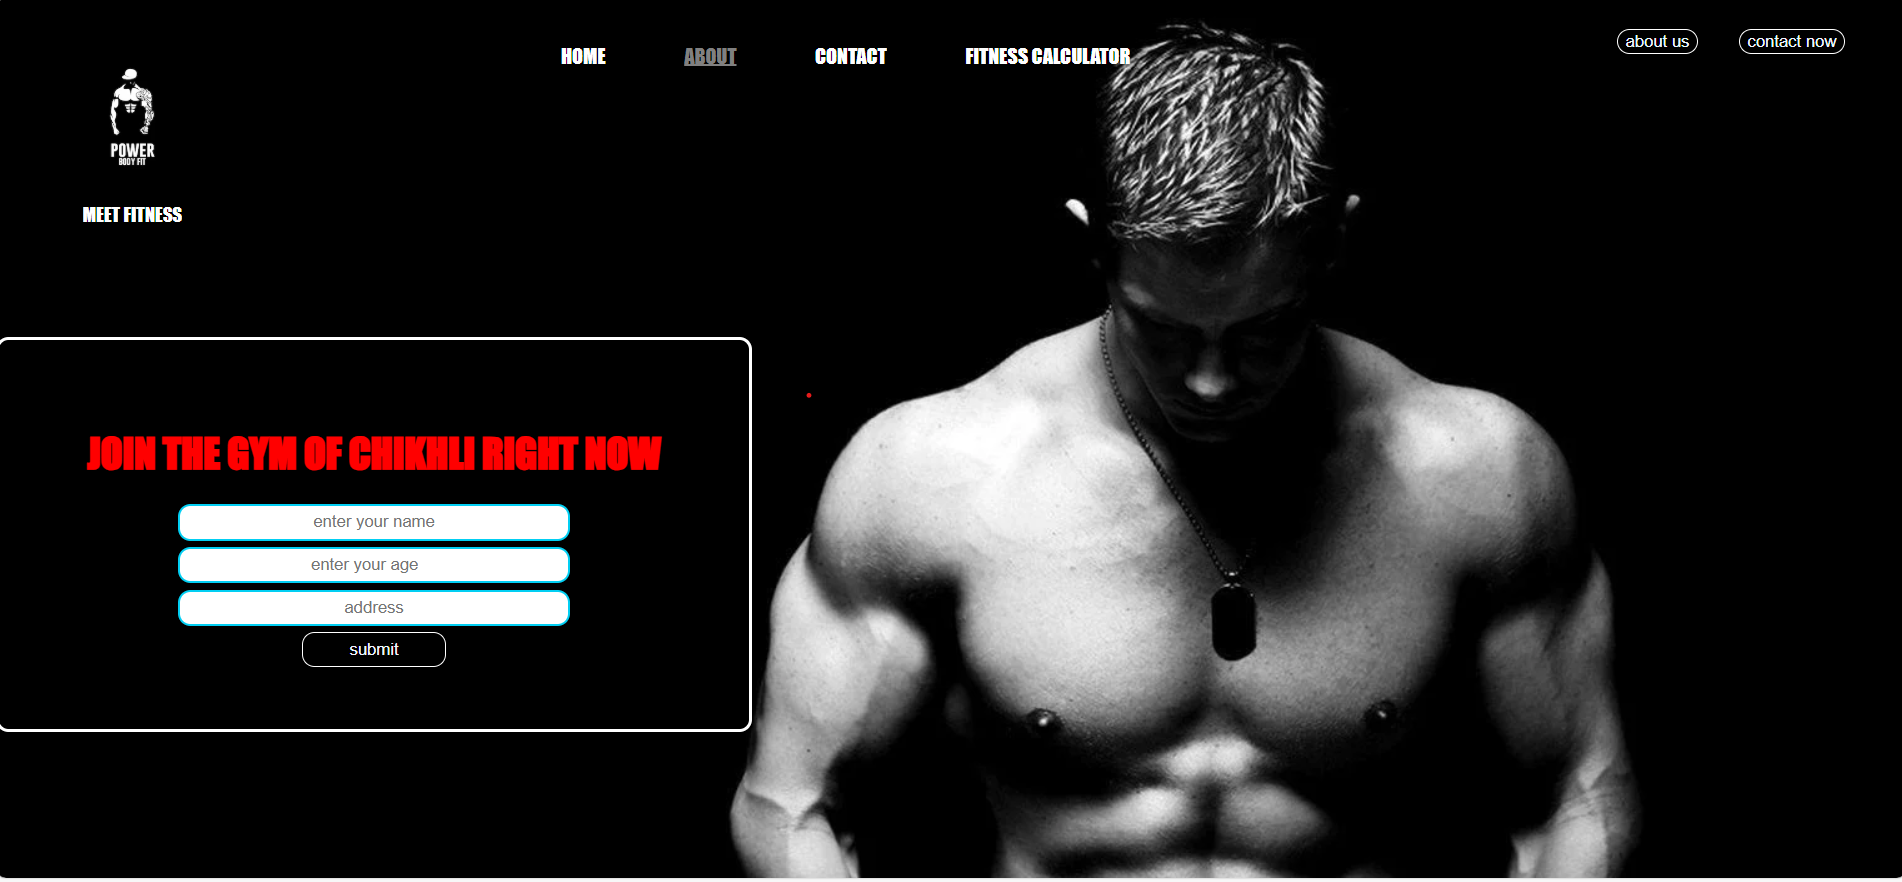 HOME
ABOUT
CONTACT
FITNESS CALCULATOR
about us
contact now
POWER
BODY FIT
MEET FITNESS
JOIN THE GYM OF CHIKHLI RIGHT NOW
enter your name
enter your age
address
submit